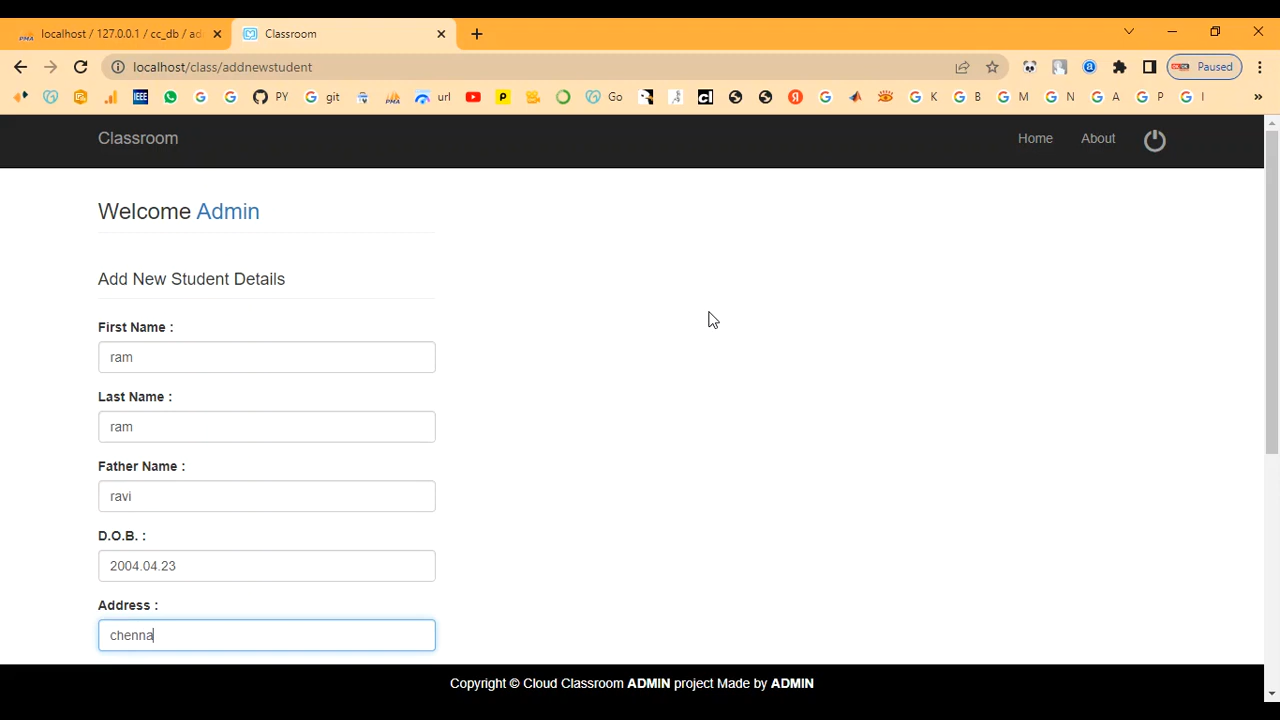 localhost / 127.0.0.1 / cc_db / ad
Classroom
localhost/class/addnewstudent
Paused
IEEE
PY
git
url
Go
K
B
M
N
A
P
I
Classroom
Home
About
Welcome Admin
Add New Student Details
First Name :
ram
Last Name :
ram
Father Name :
ravi
D.O.B. :
2004.04.23
Address :
chenna
Copyright © Cloud Classroom ADMIN project Made by ADMIN